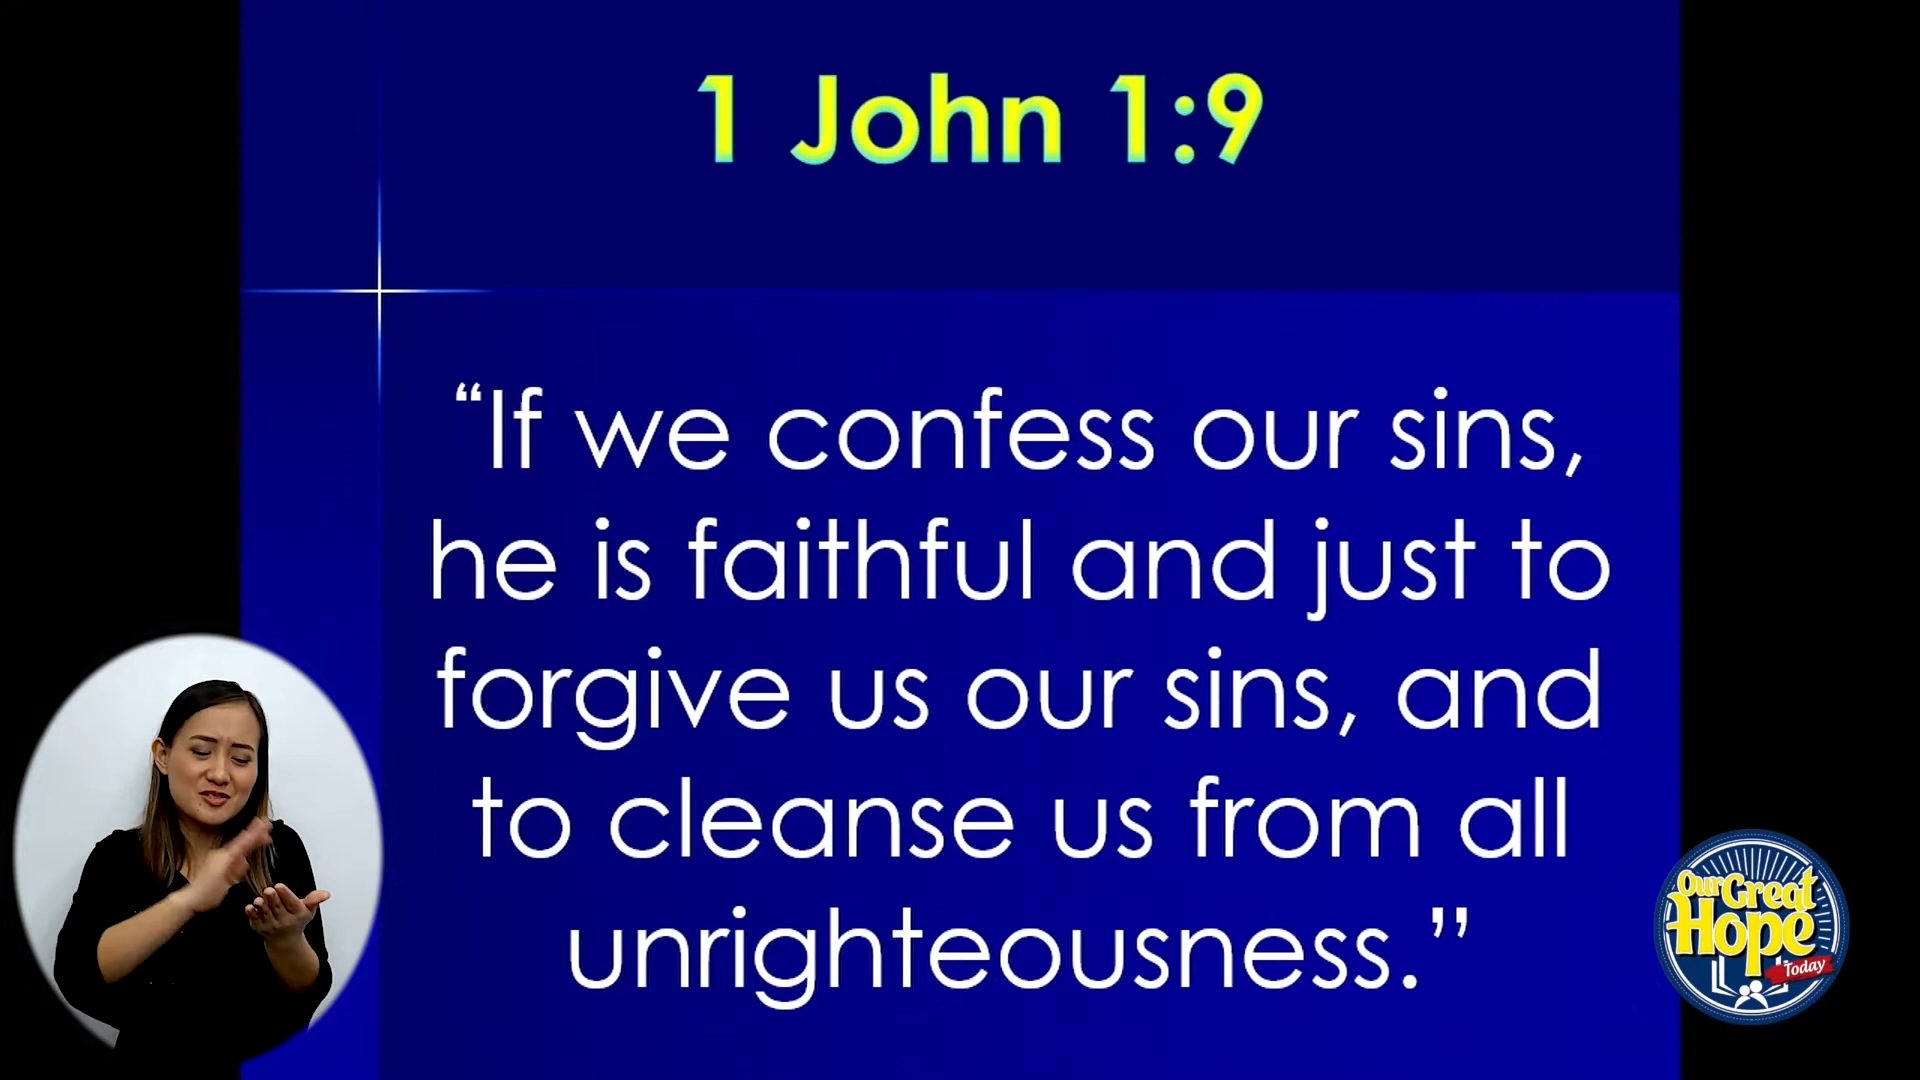 1 John 1:9
“If we confess our sins,
he is faithful and just to
forgive us our sins, and
to cleanse us from all
unrighteousness.”
Our Great
Hope
Today